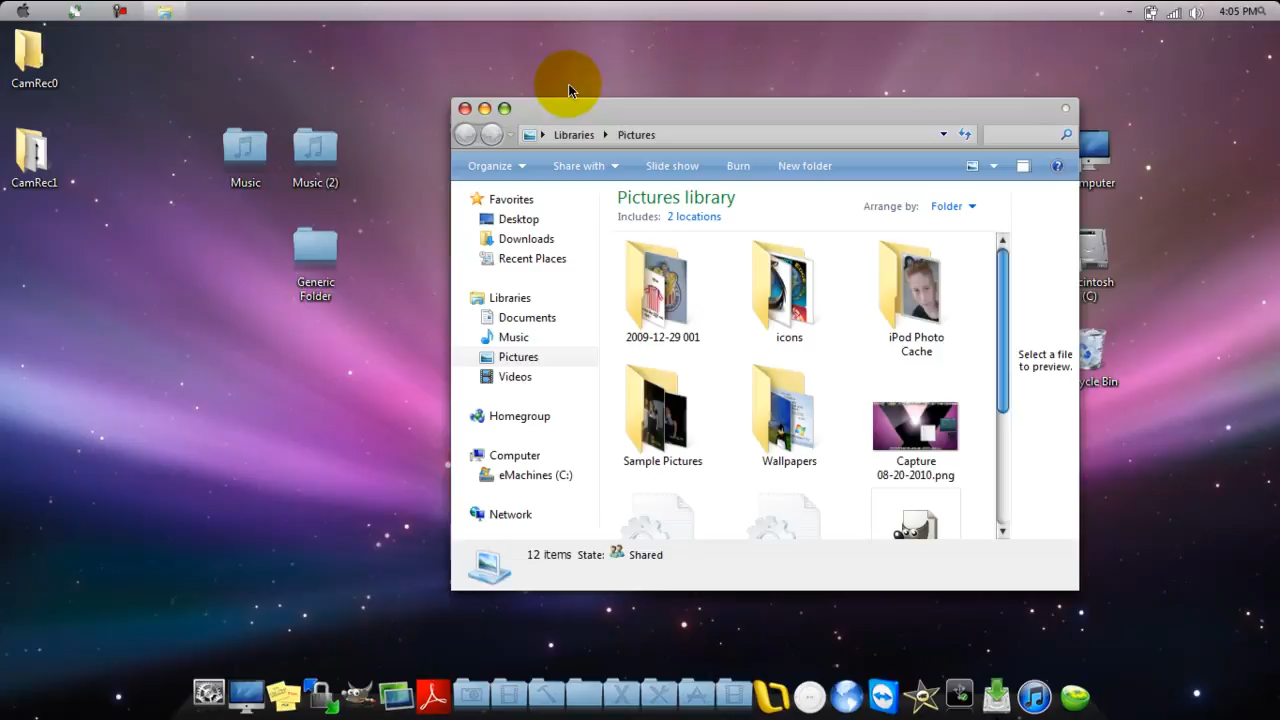 4:05 PM
CamRec0
CamRec1
Music
Music (2)
Generic
Folder
Libraries
Pictures
Organize
Share with
Slide show
Burn
New folder
Favorites
Desktop
Downloads
Recent Places
Libraries
Documents
Music
Pictures
Videos
Homegroup
Computer
eMachines (C:)
Network
Pictures library
Includes: 2 locations
Arrange by: Folder
2009-12-29 001
icons
iPod Photo
Cache
Sample Pictures
Wallpapers
Capture
08-20-2010.png
Select a file
to preview.
12 items State: Shared
mputer
cintosh
(C)
cycle Bin